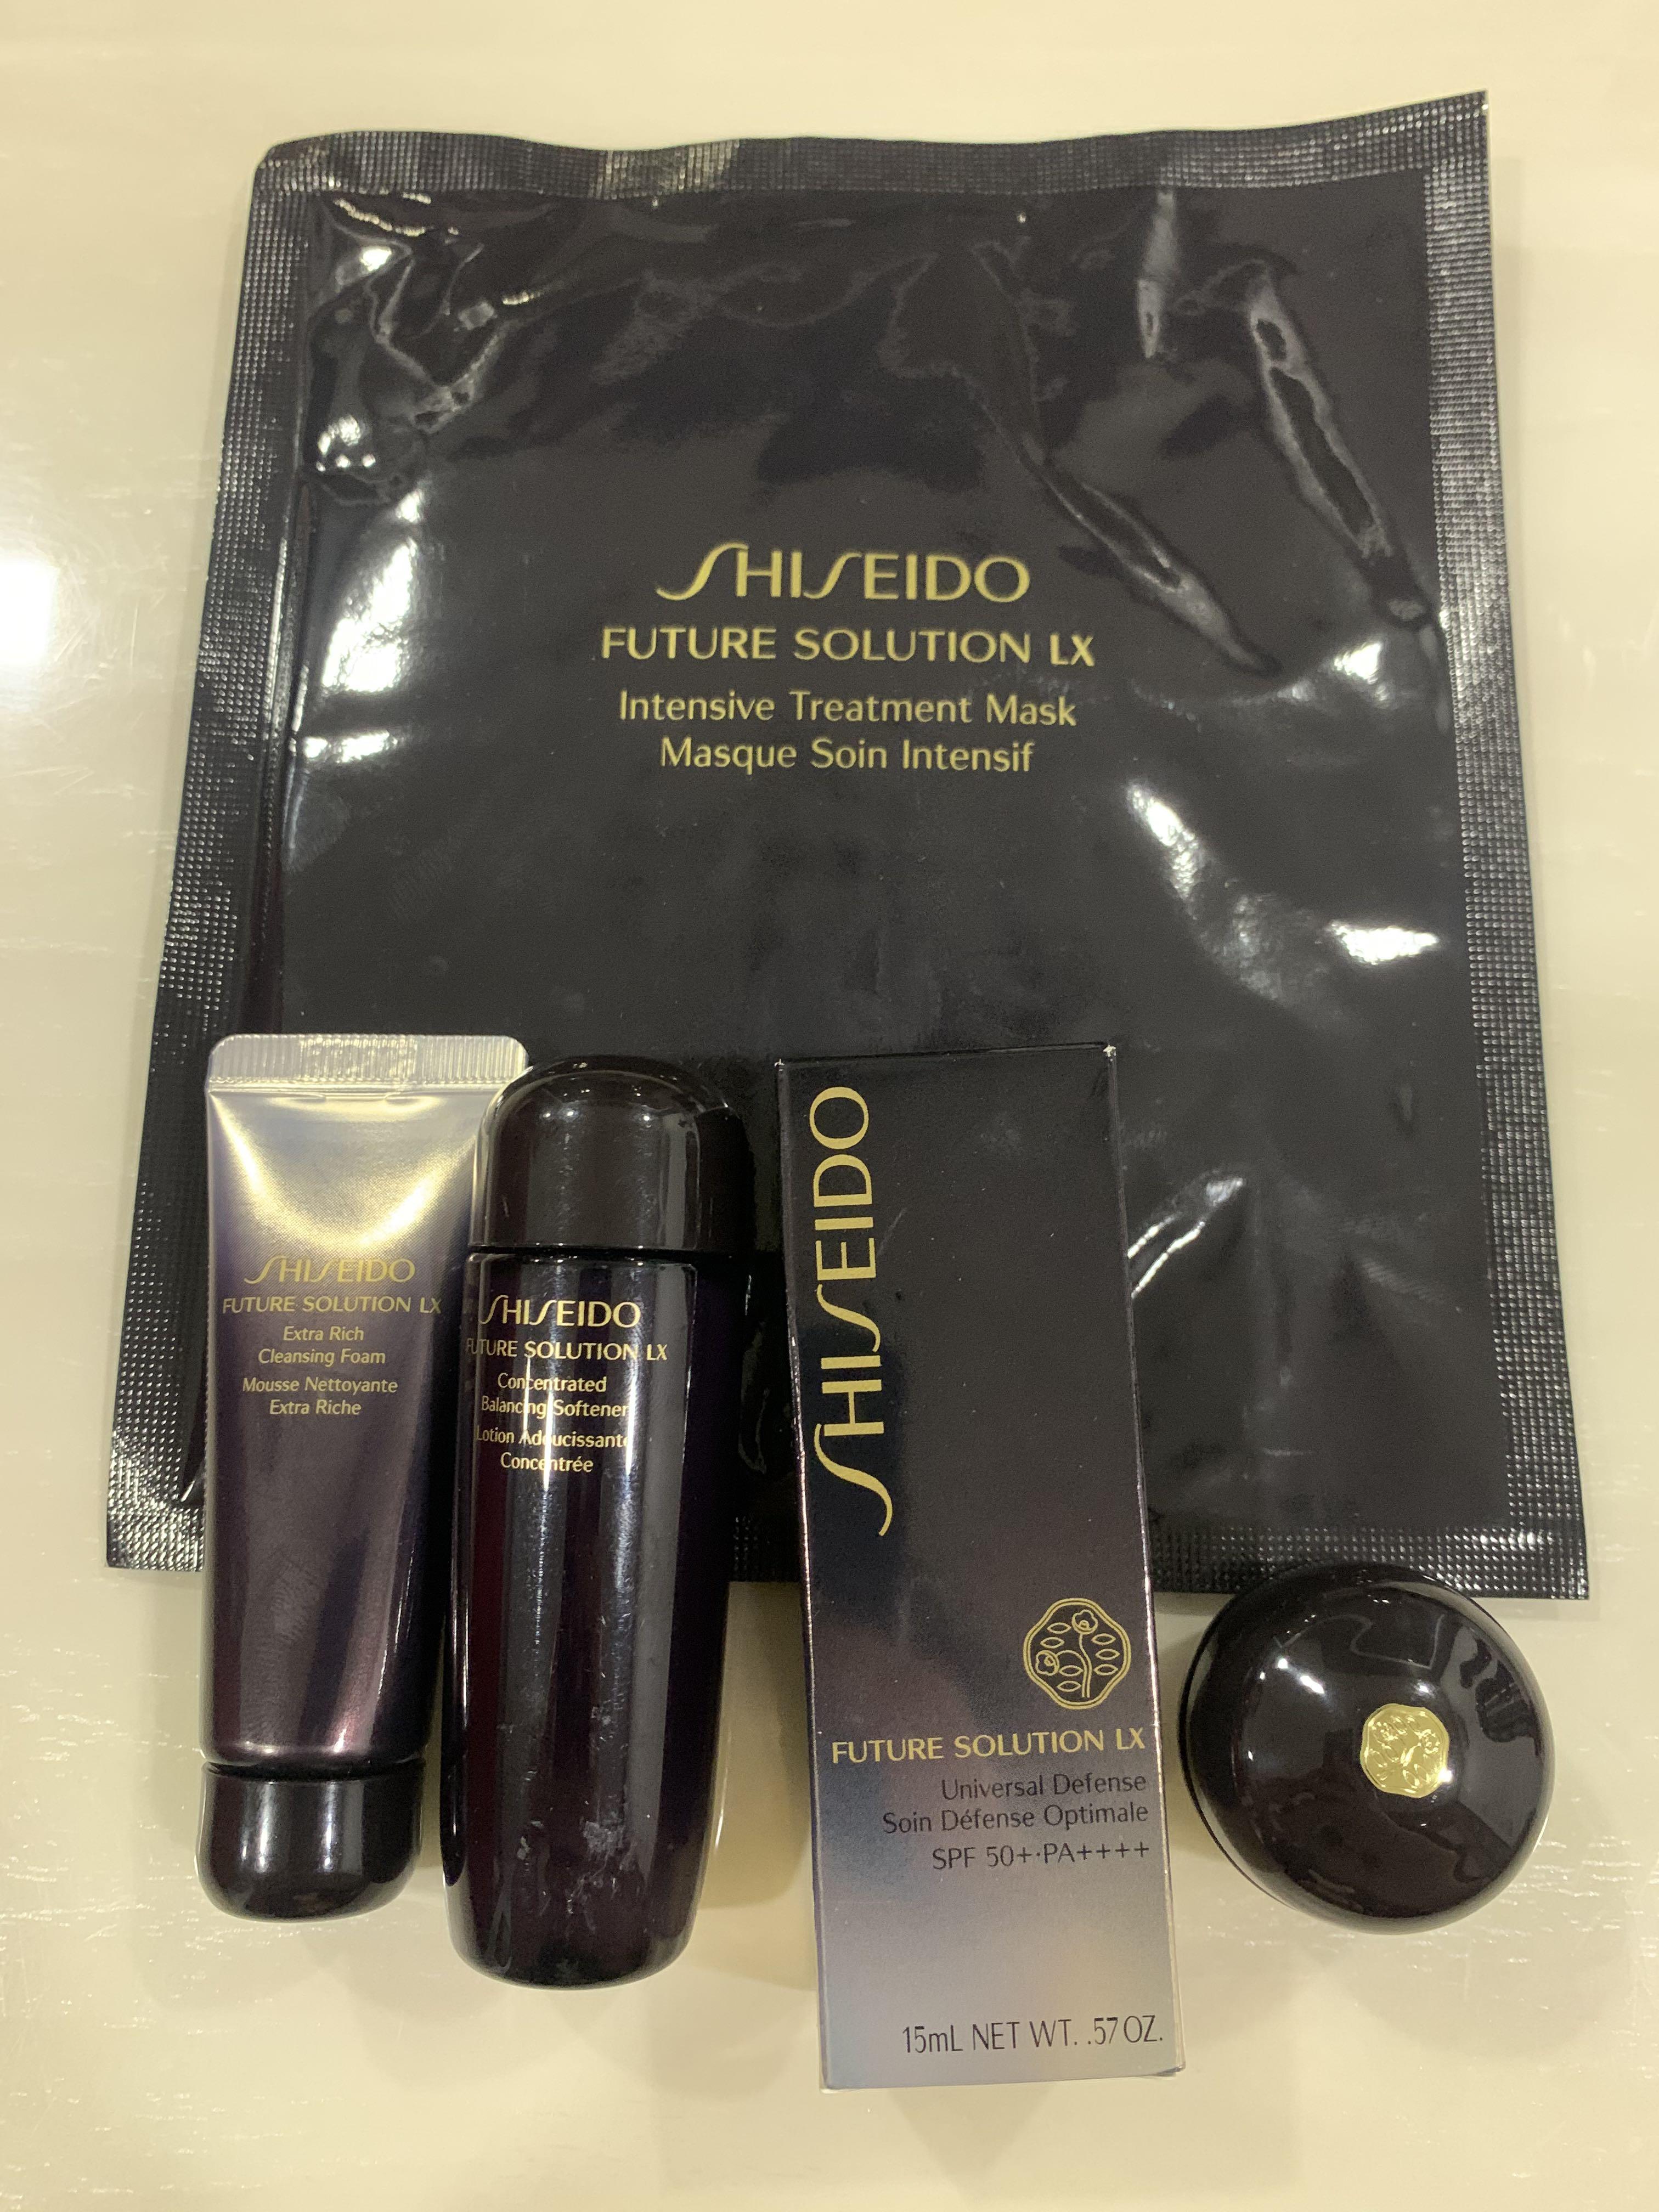 SHISEIDO
FUTURE SOLUTION LX
Intensive Treatment Mask
Masque Soin Intensif
SHISEIDO
FUTURE SOLUTION LX
Extra Rich
Cleansing Foam
Mousse Nettoyante
Extra Riche
SHISEIDO
FUTURE SOLUTION LX
Concentrated
Balancing Softener
Lotion Adoucissante
Concentrée
SHISEIDO
FUTURE SOLUTION LX
Universal Defense
Soin Défense Optimale
SPF 50+·PA++++
15mL NET WT. .57 OZ.